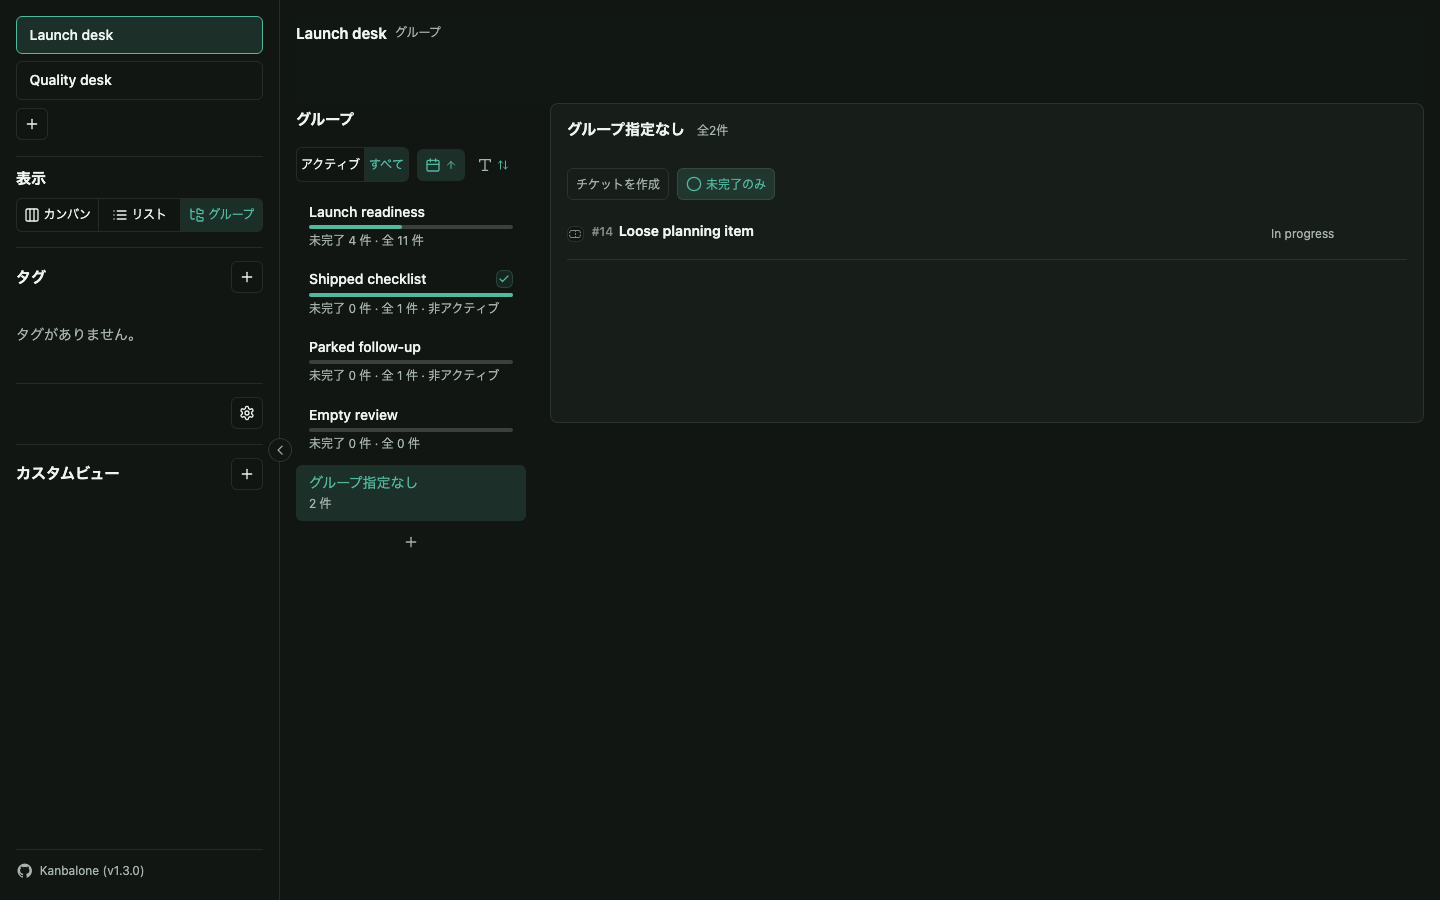 Launch desk
Quality desk
表示
カンバン
リスト
グループ
タグ
タグがありません。
カスタムビュー
Kanbalone (v1.3.0)
Launch desk グループ
グループ
アクティブ すべて
Launch readiness
未完了 4 件 · 全 11 件
Shipped checklist
未完了 0 件 · 全 1 件 · 非アクティブ
Parked follow-up
未完了 0 件 · 全 1 件 · 非アクティブ
Empty review
未完了 0 件 · 全 0 件
グループ指定なし
2 件
グループ指定なし 全2件
チケットを作成 未完了のみ
#14 Loose planning item In progress